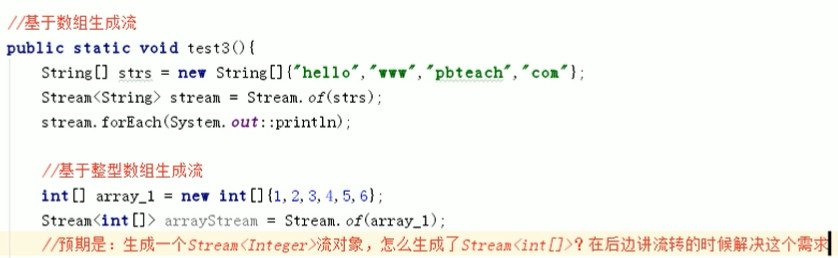 //基于数组生成流
public static void test3(){
String[] strs = new String[]{"hello","www","pbteach","com"};
Stream<String> stream = Stream.of(strs);
stream.forEach(System.out::println);
//基于整型数组生成流
int[] array_1 = new int[]{1,2,3,4,5,6};
Stream<int[]> arrayStream = Stream.of(array_1);
//预期是：生成一个Stream<Integer>流对象，怎么生成了Stream<int[]>？在后边讲流转的时候解决这个需求